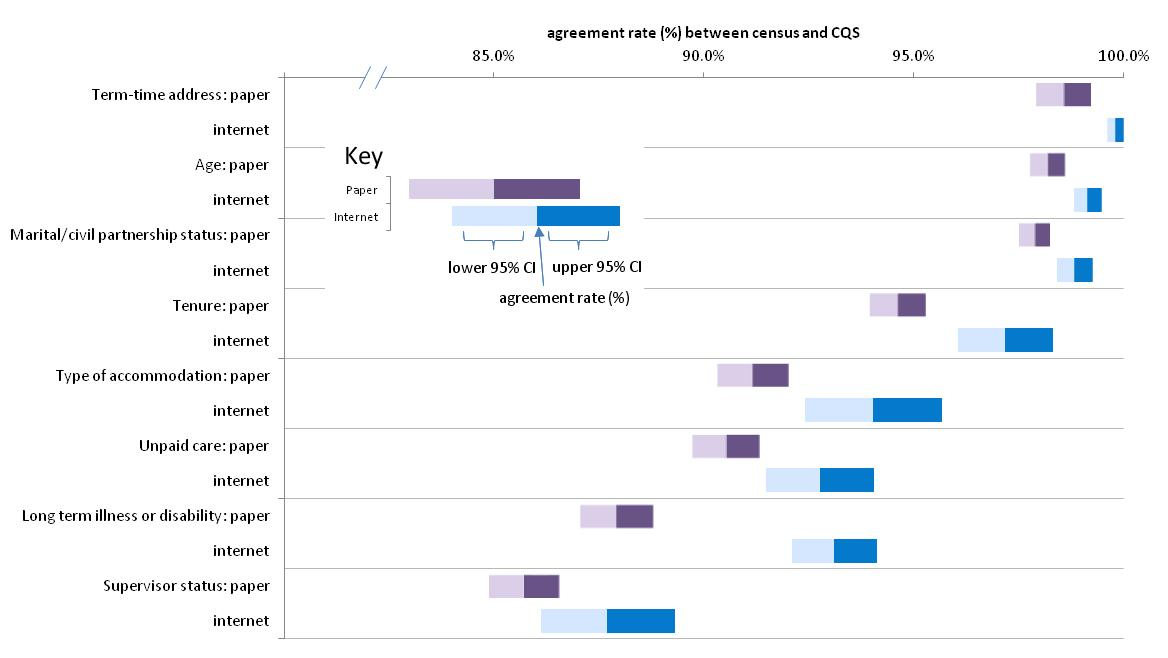 agreement rate (%) between census and CQS
85.0% 90.0% 95.0% 100.0%
Term-time address: paper
internet
Age: paper
internet
Marital/civil partnership status: paper
internet
Tenure: paper
internet
Type of accommodation: paper
internet
Unpaid care: paper
internet
Long term illness or disability: paper
internet
Supervisor status: paper
internet
Key
Paper
Internet
lower 95% CI upper 95% CI
agreement rate (%)